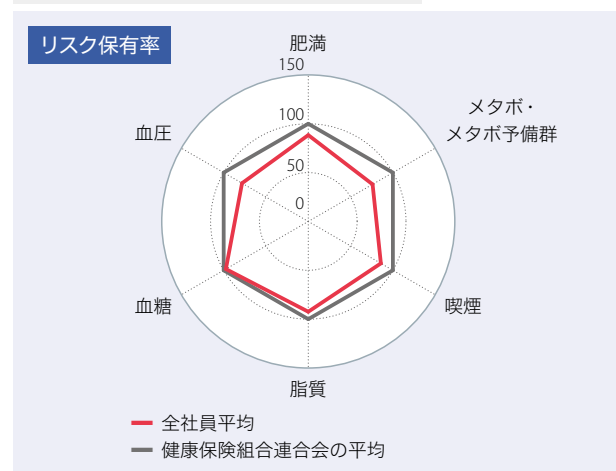 リスク保有率
肥満
150
100
50
0
メタボ・
メタボ予備群
血圧
血糖
喫煙
脂質
全社員平均
健康保険組合連合会の平均